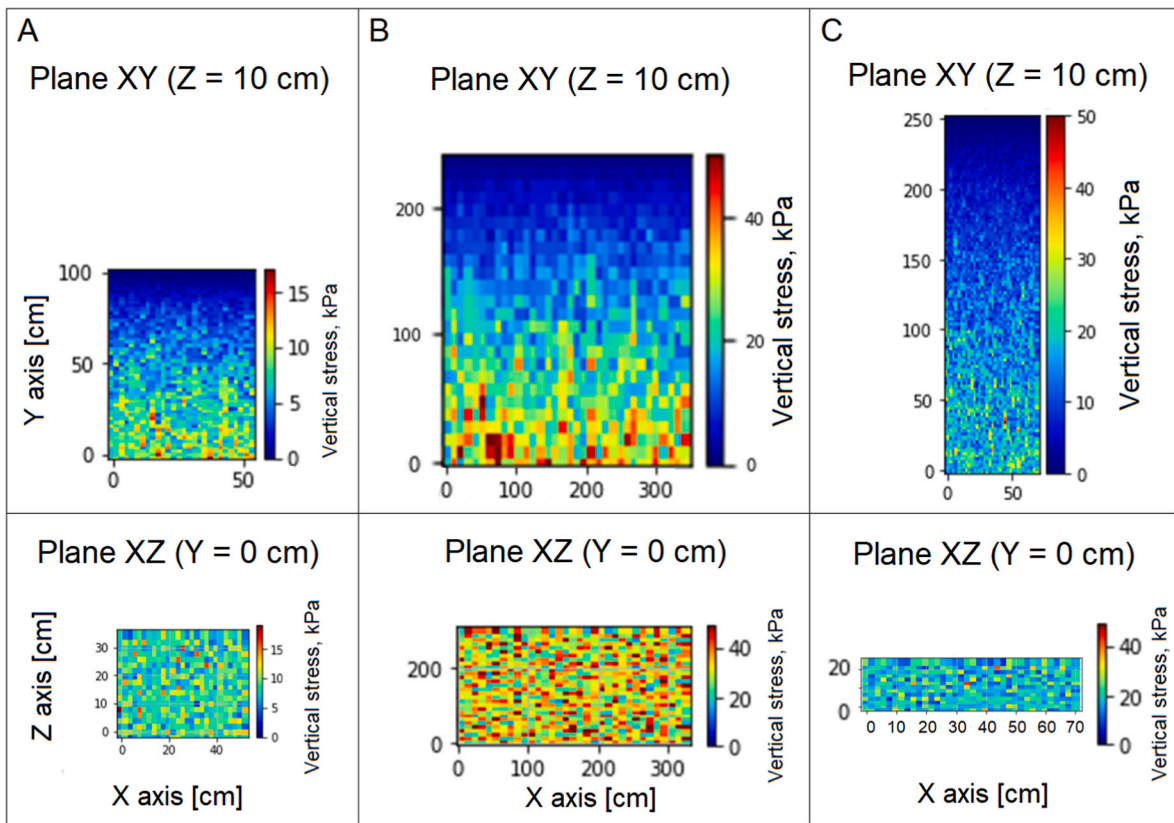 A
Plane XY (Z = 10 cm)
Y axis [cm]
100
50
0
0 50
15
10
5
0
Vertical stress, kPa
B
Plane XY (Z = 10 cm)
200
100
0
0 100 200 300
40
20
0
Vertical stress, kPa
C
Plane XY (Z = 10 cm)
250
200
150
100
50
0
0 50
50
40
30
20
10
0
Vertical stress, kPa
Plane XZ (Y = 0 cm)
Z axis [cm]
30
20
10
0
0 20 40
15
10
5
0
Vertical stress, kPa
X axis [cm]
Plane XZ (Y = 0 cm)
200
0
0 100 200 300
40
20
0
Vertical stress, kPa
X axis [cm]
Plane XZ (Y = 0 cm)
20
0
0 10 20 30 40 50 60 70
40
20
0
Vertical stress, kPa
X axis [cm]